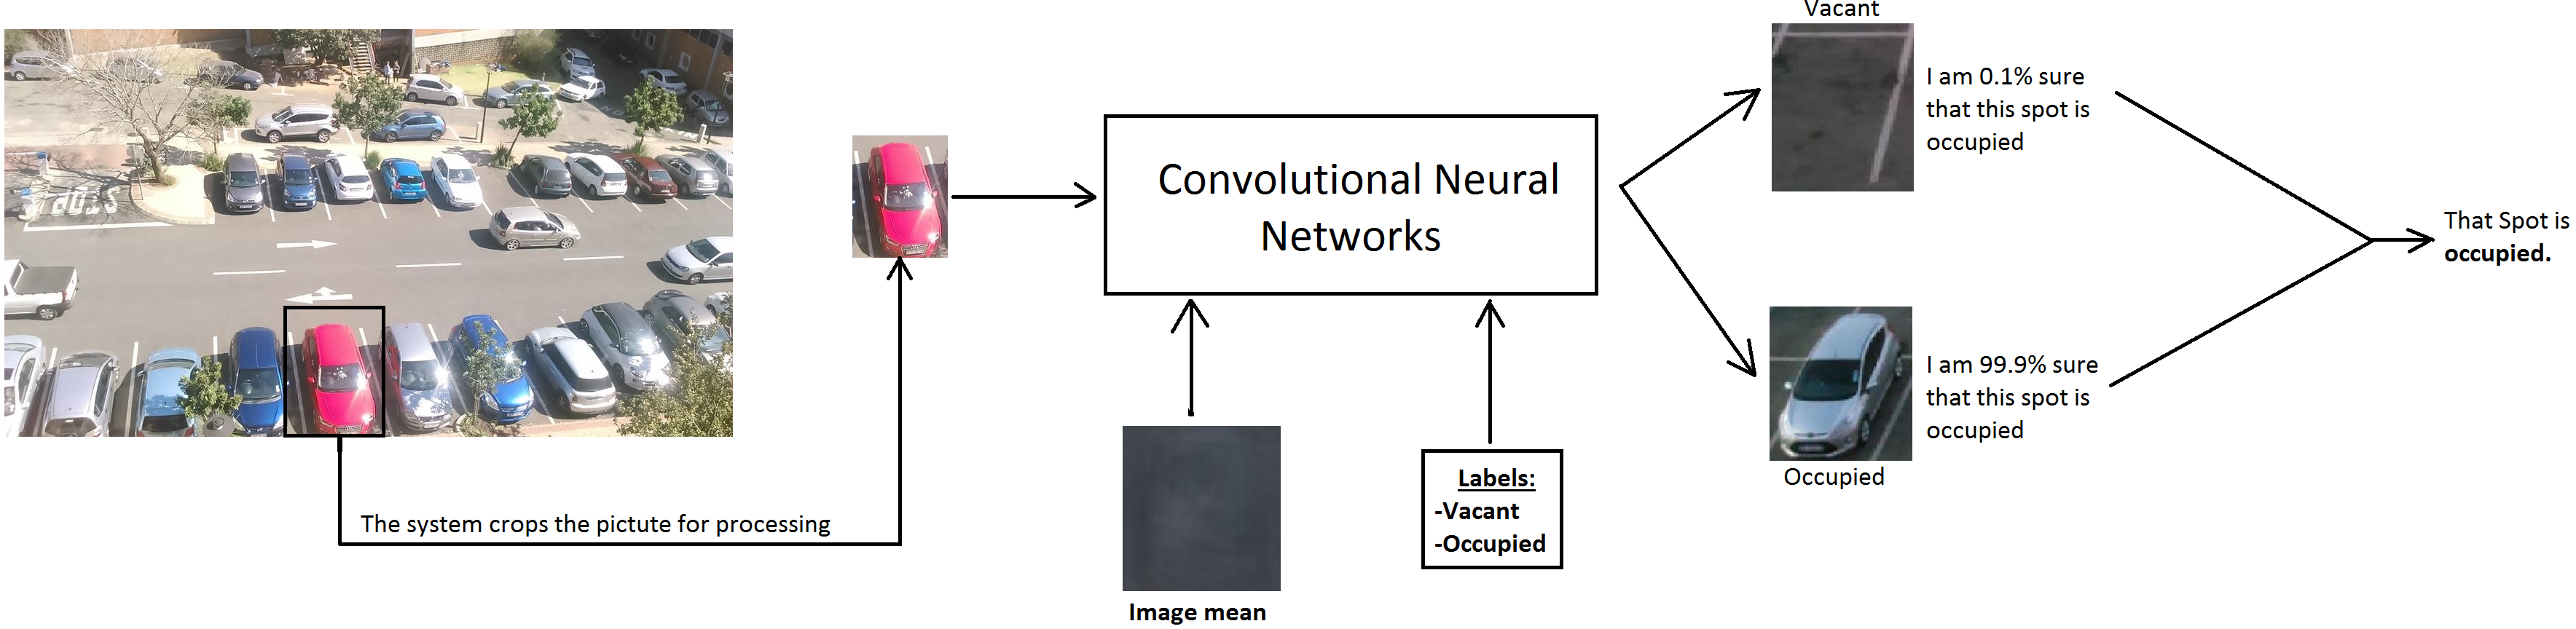 STOP
The system crops the pictute for processing
Convolutional Neural
Networks
Image mean
Labels:
-Vacant
-Occupied
Vacant
I am 0.1% sure
that this spot is
occupied
I am 99.9% sure
that this spot is
occupied
Occupied
That Spot is
occupied.